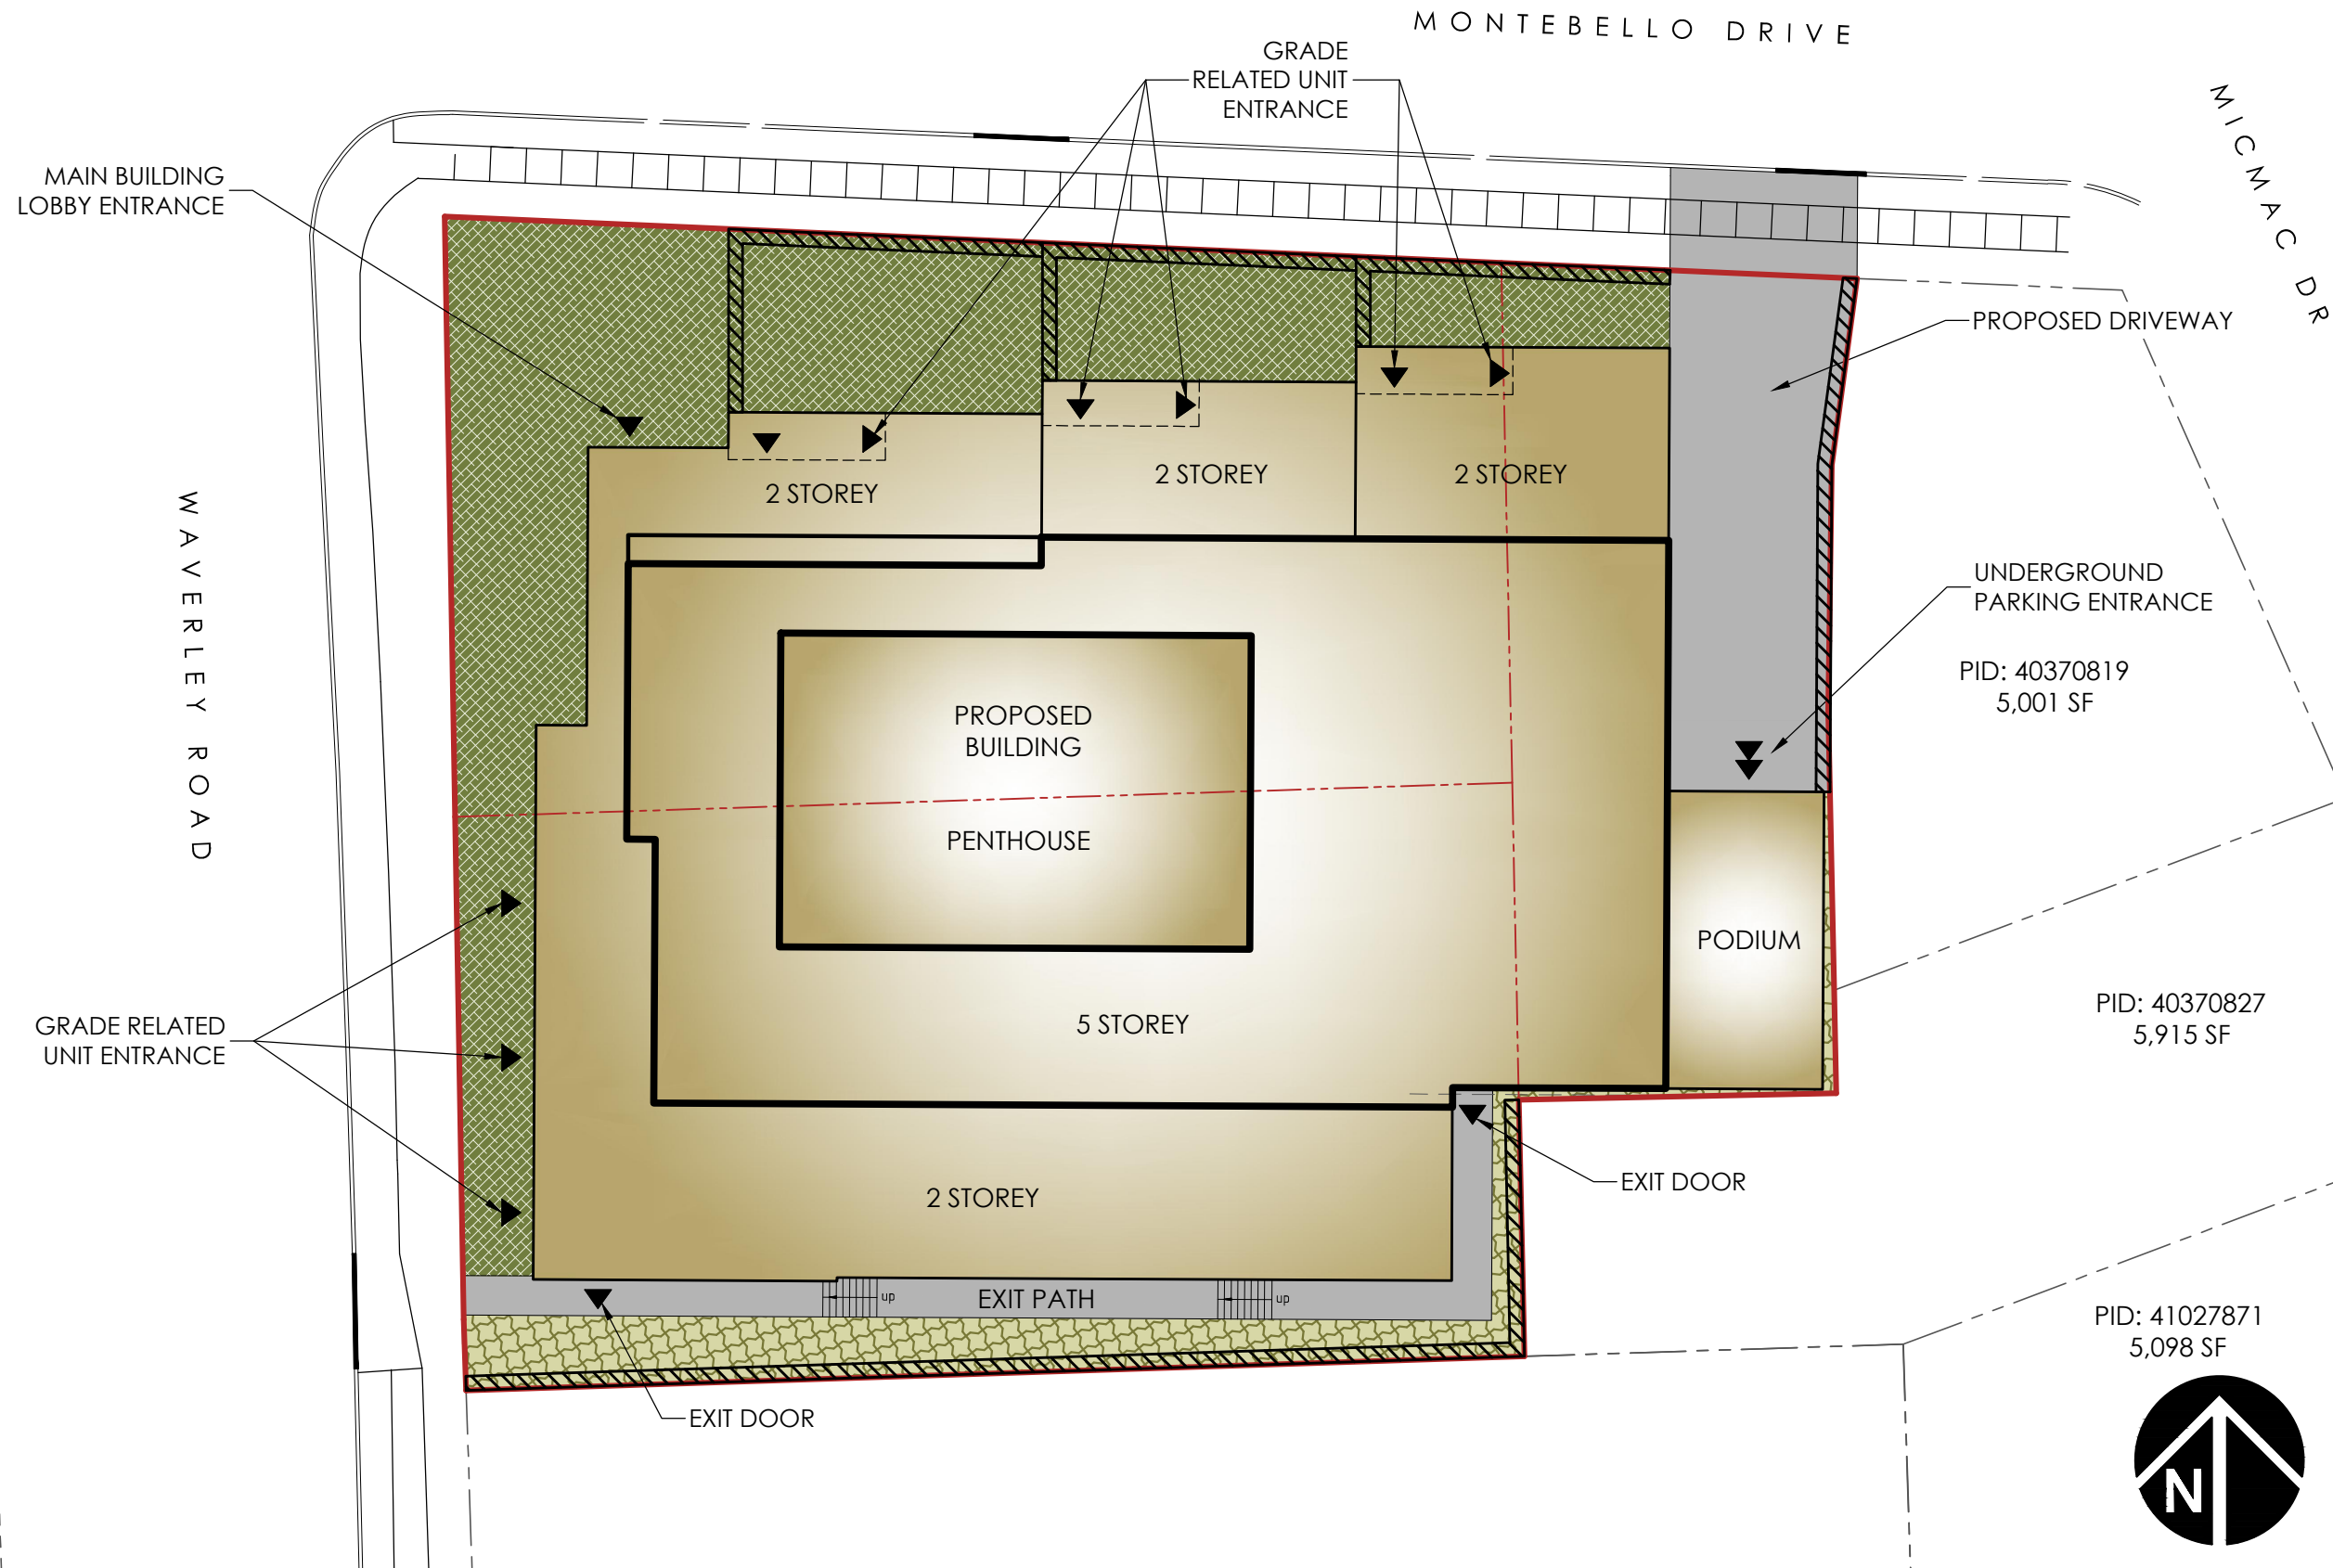 MONTEBELLO DRIVE
GRADE
RELATED UNIT
ENTRANCE
MICMAC DR
MAIN BUILDING
LOBBY ENTRANCE
PROPOSED DRIVEWAY
2 STOREY
2 STOREY
2 STOREY
WAVERLEY ROAD
UNDERGROUND
PARKING ENTRANCE
PID: 40370819
5,001 SF
PROPOSED
BUILDING
PENTHOUSE
PODIUM
5 STOREY
PID: 40370827
5,915 SF
GRADE RELATED
UNIT ENTRANCE
EXIT DOOR
2 STOREY
up
EXIT PATH
up
PID: 41027871
5,098 SF
EXIT DOOR
N